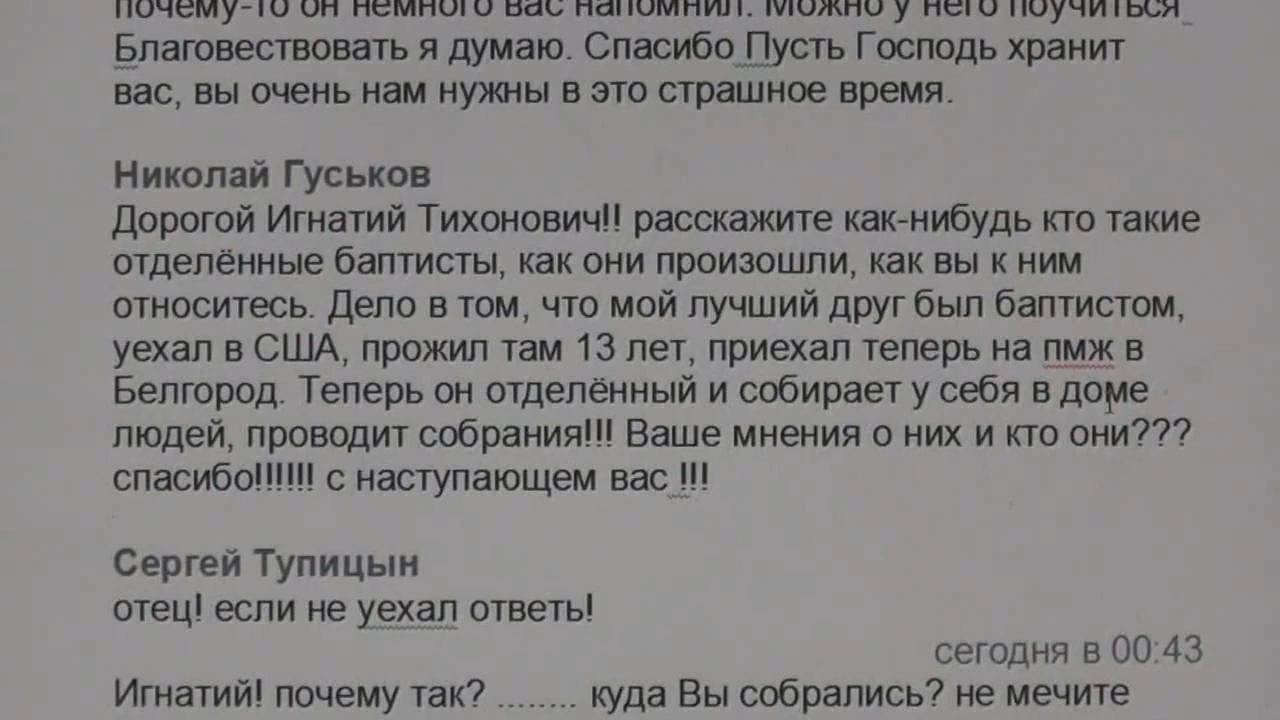 почему-то он немного вас напомнил. Можно у него поучиться
Благовествовать я думаю. Спасибо Пусть Господь хранит
вас, вы очень нам нужны в это страшное время.
Николай Гуськов
Дорогой Игнатий Тихонович!! расскажите как-нибудь кто такие
отделённые баптисты, как они произошли, как вы к ним
относитесь. Дело в том, что мой лучший друг был баптистом,
уехал в США, прожил там 13 лет, приехал теперь на пмж в
Белгород. Теперь он отделённый и собирает у себя в доме
людей, проводит собрания!!! Ваше мнения о них и кто они???
спасибо!!!!!! с наступающем вас !!!
Сергей Тупицын
отец! если не уехал ответь!
сегодня в 00:43
Игнатий! почему так? ........ куда Вы собрались? не мечите